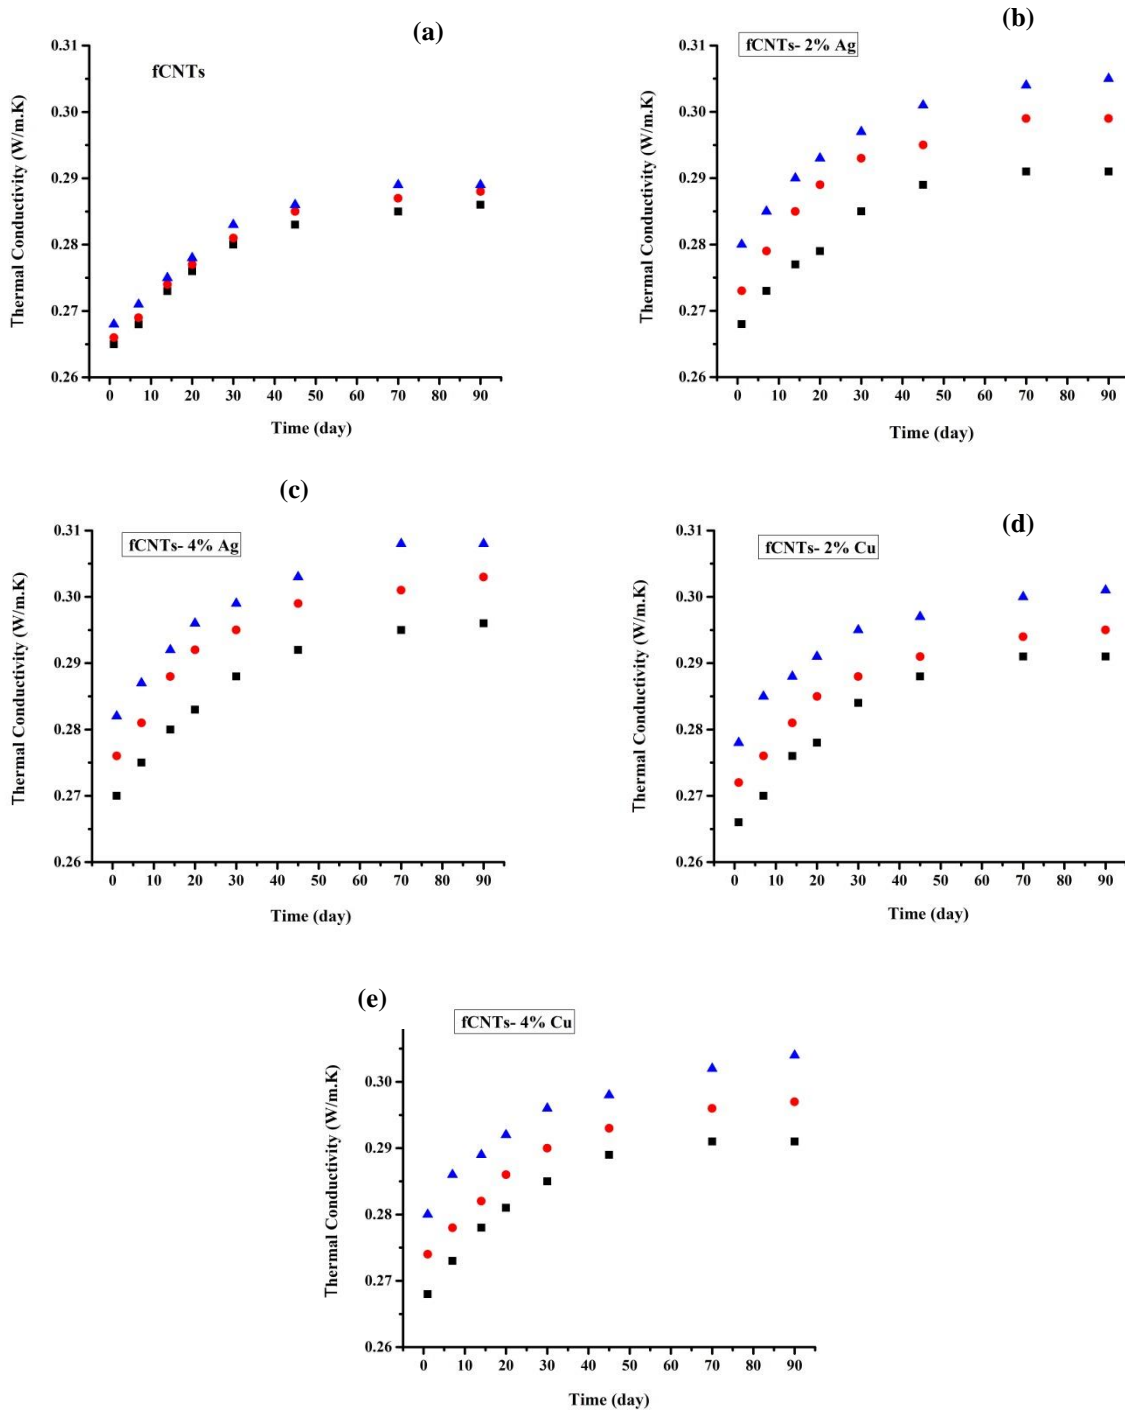 (a)
fCNTs
Thermal Conductivity (W/m.K)
0.31
0.30
0.29
0.28
0.27
0.26
0 10 20 30 40 50 60 70 80 90
Time (day)
(b)
fCNTs- 2% Ag
Thermal Conductivity (W/m.K)
0.31
0.30
0.29
0.28
0.27
0.26
0 10 20 30 40 50 60 70 80 90
Time (day)
(c)
fCNTs- 4% Ag
Thermal Conductivity (W/m.K)
0.31
0.30
0.29
0.28
0.27
0.26
0 10 20 30 40 50 60 70 80 90
Time (day)
(d)
fCNTs- 2% Cu
Thermal Conductivity (W/m.K)
0.31
0.30
0.29
0.28
0.27
0.26
0 10 20 30 40 50 60 70 80 90
Time (day)
(e)
fCNTs- 4% Cu
Thermal Conductivity (W/m.K)
0.30
0.29
0.28
0.27
0.26
0 10 20 30 40 50 60 70 80 90
Time (day)